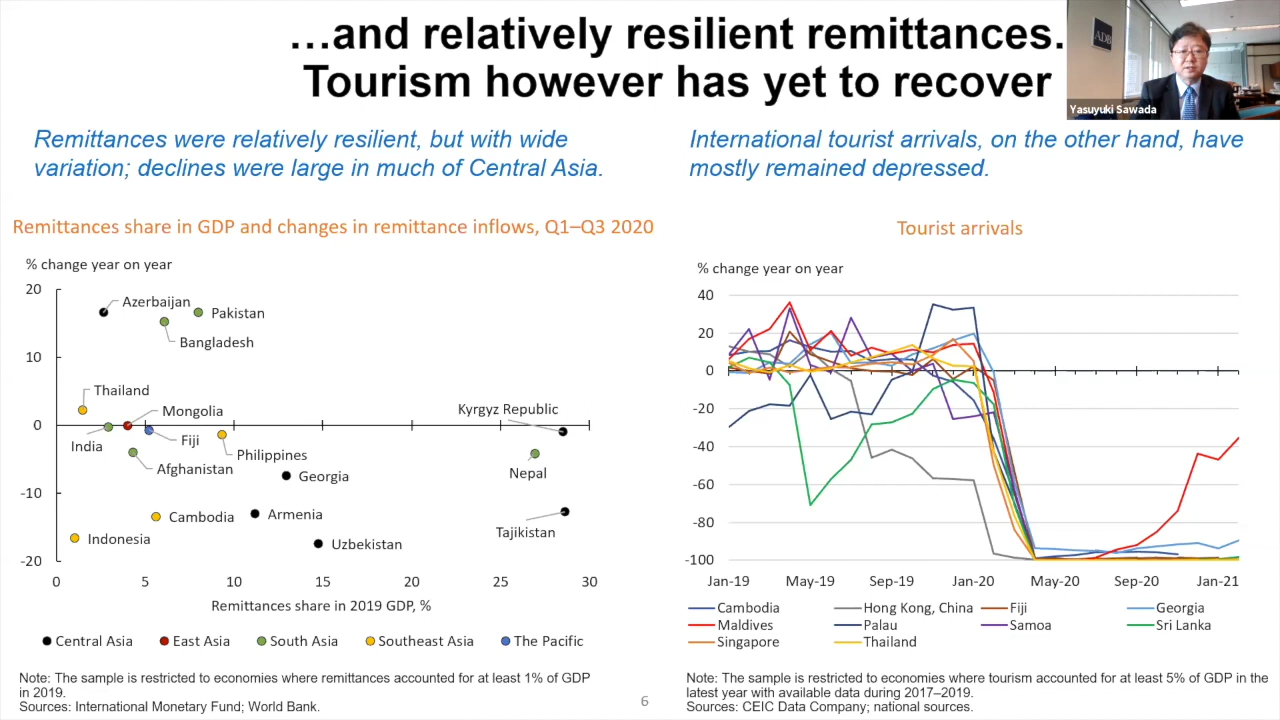 …and relatively resilient remittances.
Tourism however has yet to recover
ADB
Yasuyuki Sawada
Remittances were relatively resilient, but with wide
variation; declines were large in much of Central Asia.
International tourist arrivals, on the other hand, have
mostly remained depressed.
Remittances share in GDP and changes in remittance inflows, Q1–Q3 2020
% change year on year
20
10
0
-10
-20
Azerbaijan
Pakistan
Bangladesh
Thailand
Mongolia
Kyrgyz Republic
India
Fiji
Philippines
Afghanistan
Georgia
Nepal
Cambodia
Armenia
Tajikistan
Indonesia
Uzbekistan
0 5 10 15 20 25 30
Remittances share in 2019 GDP, %
Central Asia East Asia South Asia Southeast Asia The Pacific
Note: The sample is restricted to economies where remittances accounted for at least 1% of GDP
in 2019.
Sources: International Monetary Fund; World Bank.
Tourist arrivals
% change year on year
40
20
0
-20
-40
-60
-80
-100
Jan-19 May-19 Sep-19 Jan-20 May-20 Sep-20 Jan-21
Cambodia Hong Kong, China Fiji Georgia
Maldives Palau Samoa Sri Lanka
Singapore Thailand
Note: The sample is restricted to economies where tourism accounted for at least 5% of GDP in the
latest year with available data during 2017–2019.
Sources: CEIC Data Company; national sources.
6